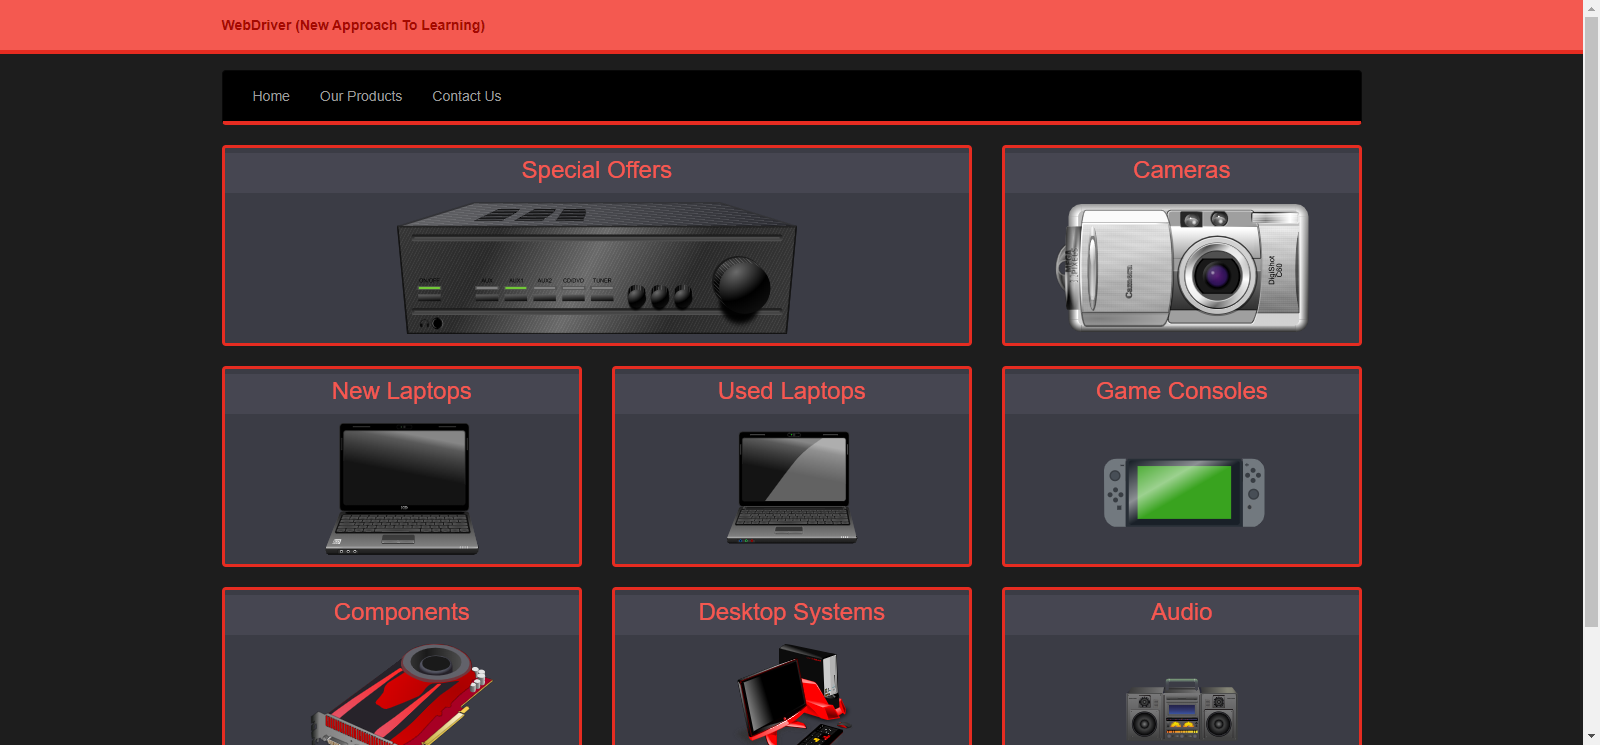 WebDriver (New Approach To Learning)
Home Our Products Contact Us
Special Offers
ON/OFF AUX AUX1 AUX2 CD/DVD TUNER
Cameras
Camera
DigiShot
C60
New Laptops
Used Laptops
Game Consoles
Components
Desktop Systems
Audio